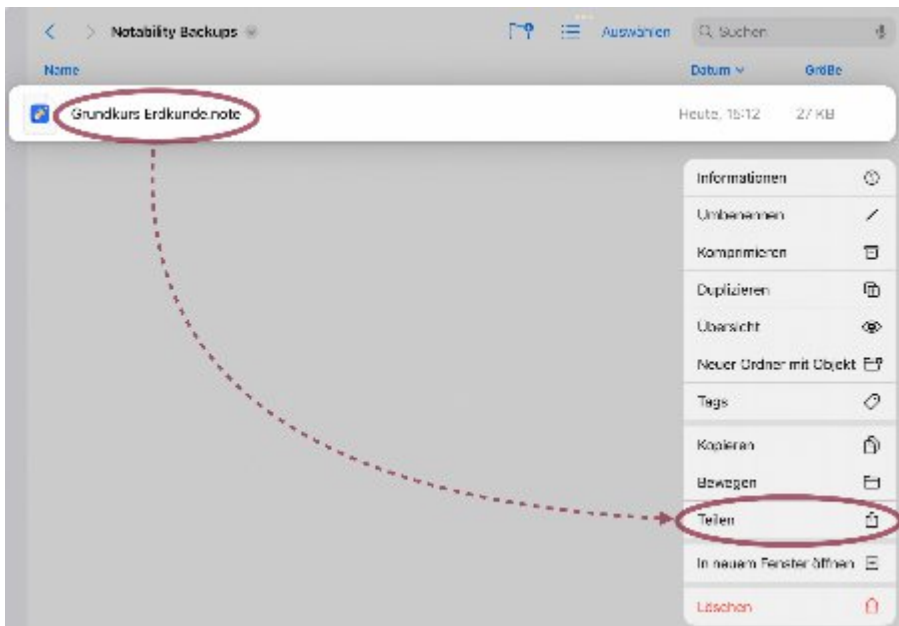 Notability Backups
Auswählen
Suchen
Name
Datum
Größe
Grundkurs Erdkunde.note
Heute, 15:12
27 KB
Informationen
Umbenennen
Komprimieren
Duplizieren
Übersicht
Neuer Ordner mit Objekt
Tags
Kopieren
Bewegen
Teilen
In neuem Fenster öffnen
Löschen